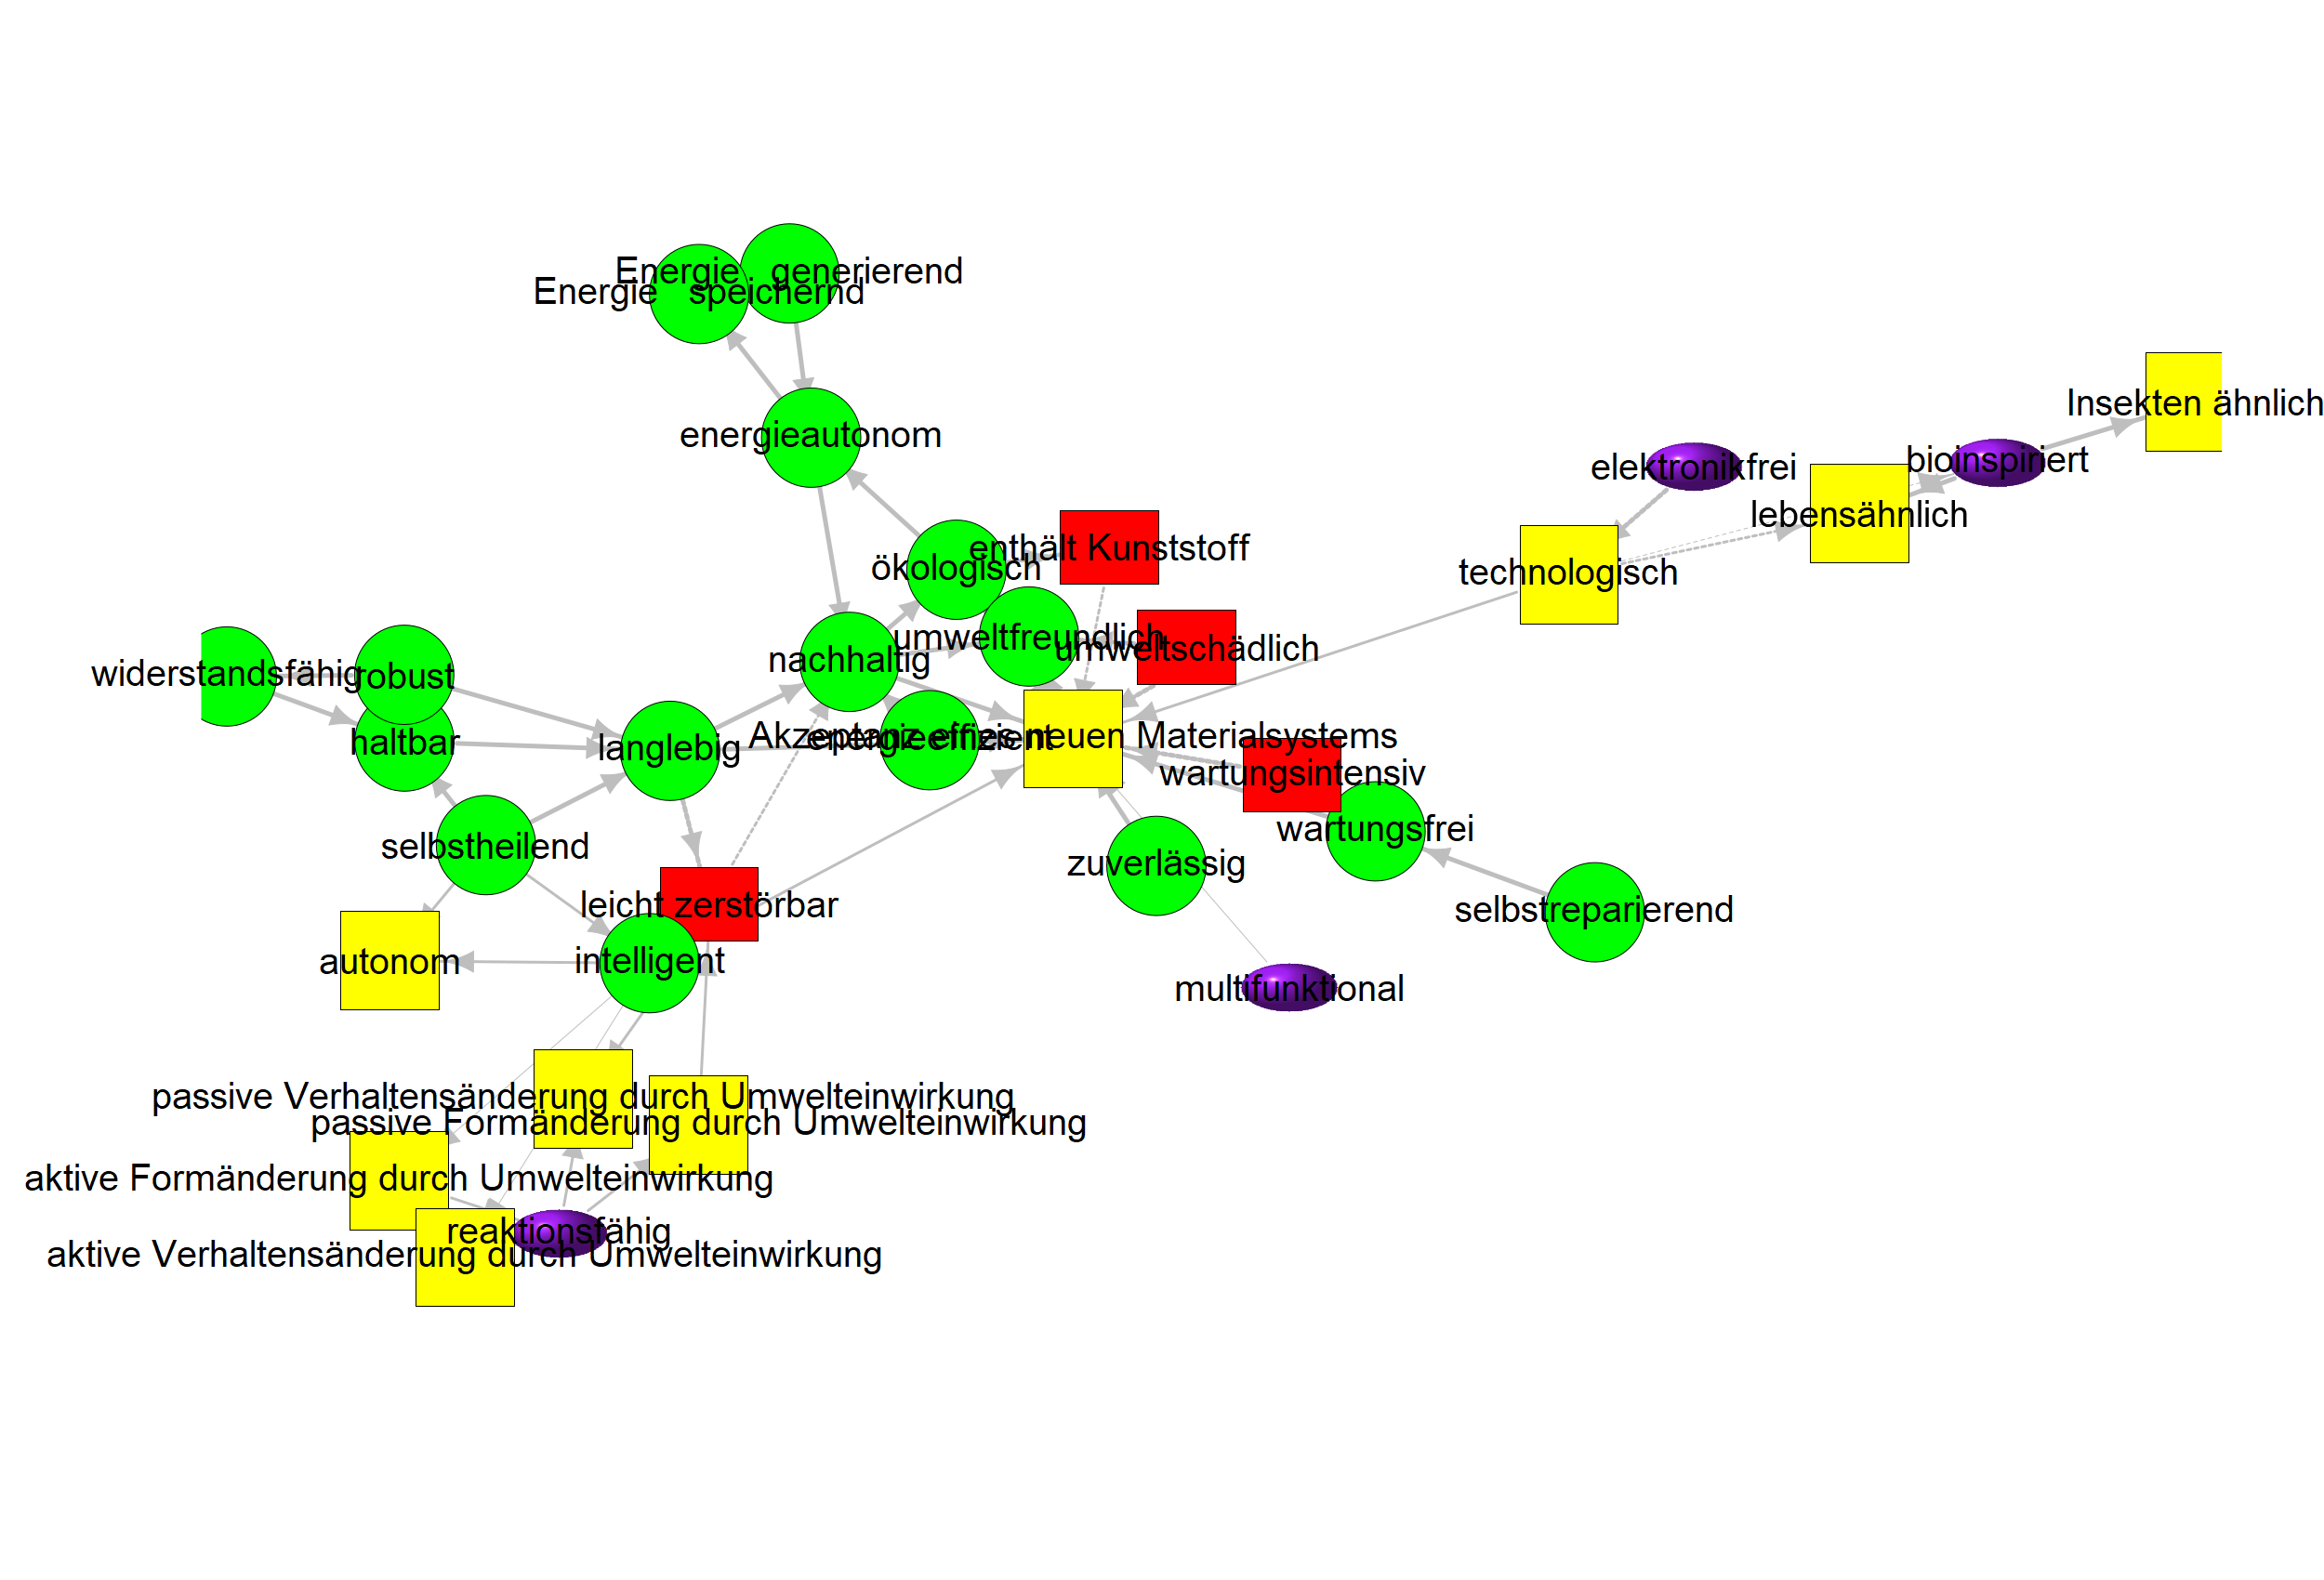 Energie generierend
Energie speichernd
Insekten ähnlich
energieautonom
bioinspiriert
elektronikfrei
lebensähnlich
enthält Kunststoff
ökologisch
technologisch
umweltfreundlich
umweltschädlich
nachhaltig
widerstandsfähig
robust
Akzeptanz eines neuen Materialsystems
energieeffizient
haltbar
langlebig
wartungsintensiv
wartungsfrei
selbstheilend
zuverlässig
leicht zerstörbar
selbstreparierend
autonom
intelligent
multifunktional
passive Verhaltensänderung durch Umwelteinwirkung
passive Formänderung durch Umwelteinwirkung
aktive Formänderung durch Umwelteinwirkung
reaktionsfähig
aktive Verhaltensänderung durch Umwelteinwirkung